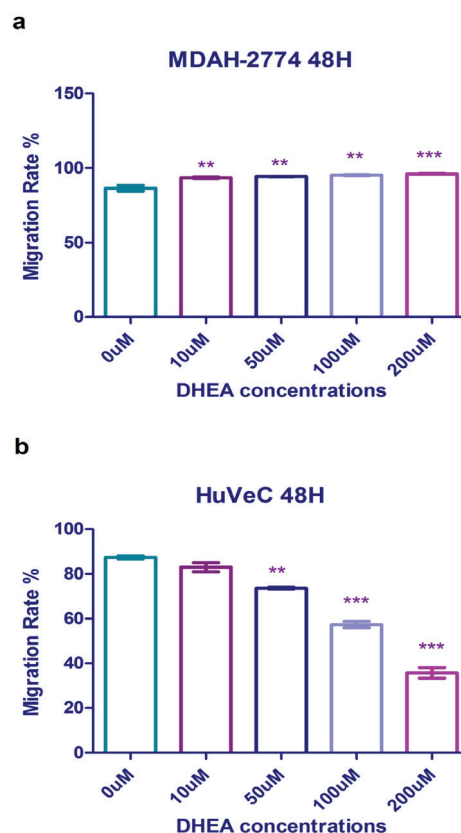 a
MDAH-2774 48H
Migration Rate %
150
100
50
0
** ** ** ***
0uM 10uM 50uM 100uM 200uM
DHEA concentrations
b
HuVeC 48H
Migration Rate %
100
80
60
40
20
0
** *** ***
0uM 10uM 50uM 100uM 200uM
DHEA concentrations